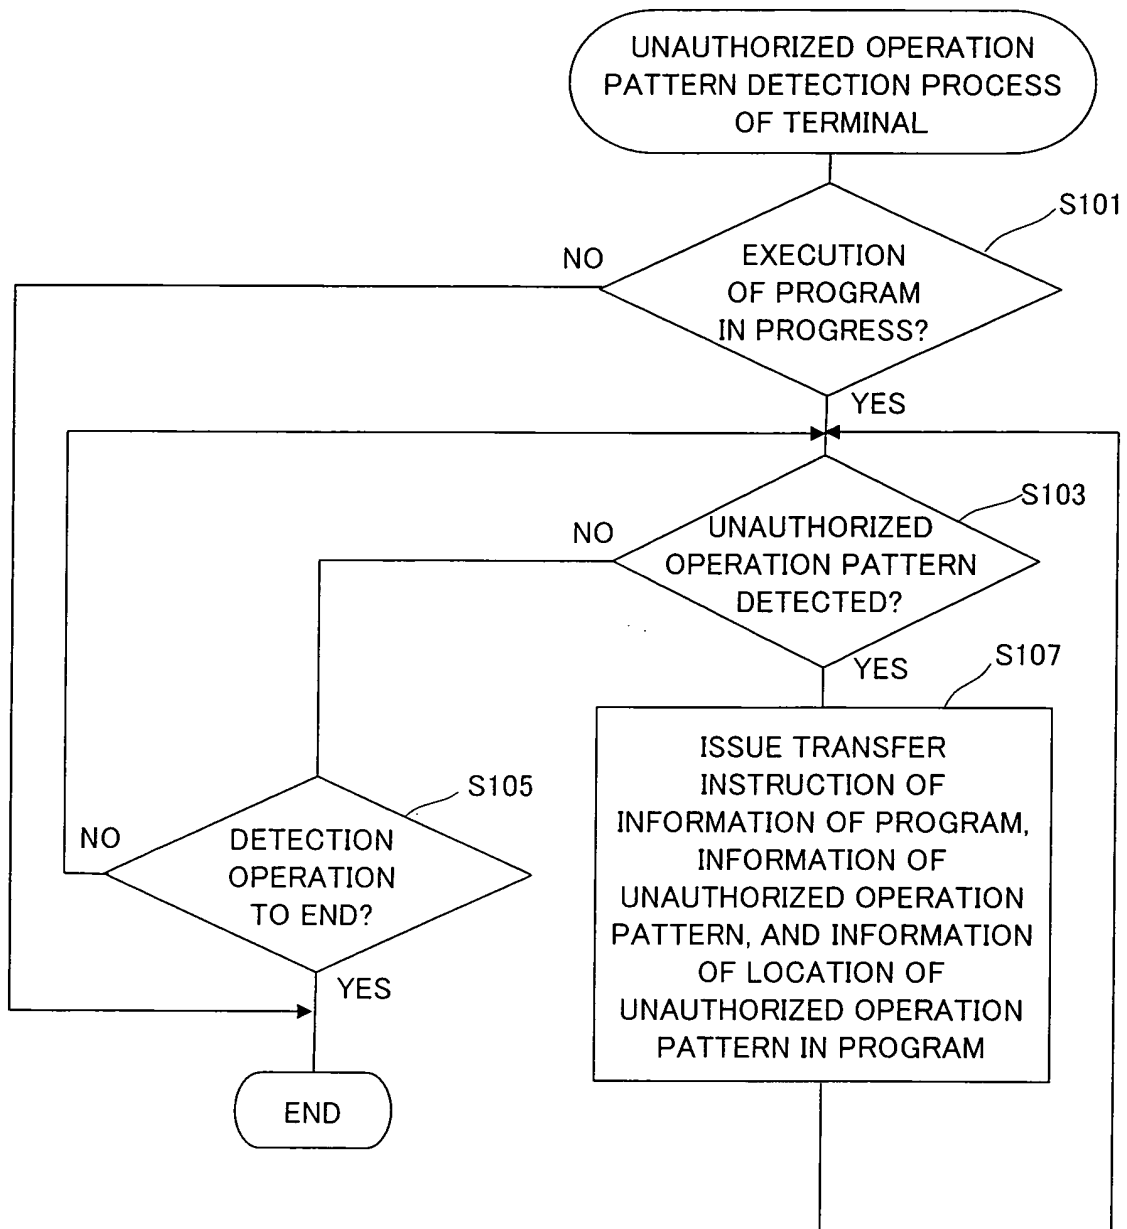 UNAUTHORIZED OPERATION
PATTERN DETECTION PROCESS
OF TERMINAL
S101
NO
EXECUTION
OF PROGRAM
IN PROGRESS?
YES
S103
NO
UNAUTHORIZED
OPERATION PATTERN
DETECTED?
YES
S107
ISSUE TRANSFER
INSTRUCTION OF
INFORMATION OF PROGRAM,
INFORMATION OF
UNAUTHORIZED OPERATION
PATTERN, AND INFORMATION
OF LOCATION OF
UNAUTHORIZED OPERATION
PATTERN IN PROGRAM
S105
NO
DETECTION
OPERATION
TO END?
YES
END